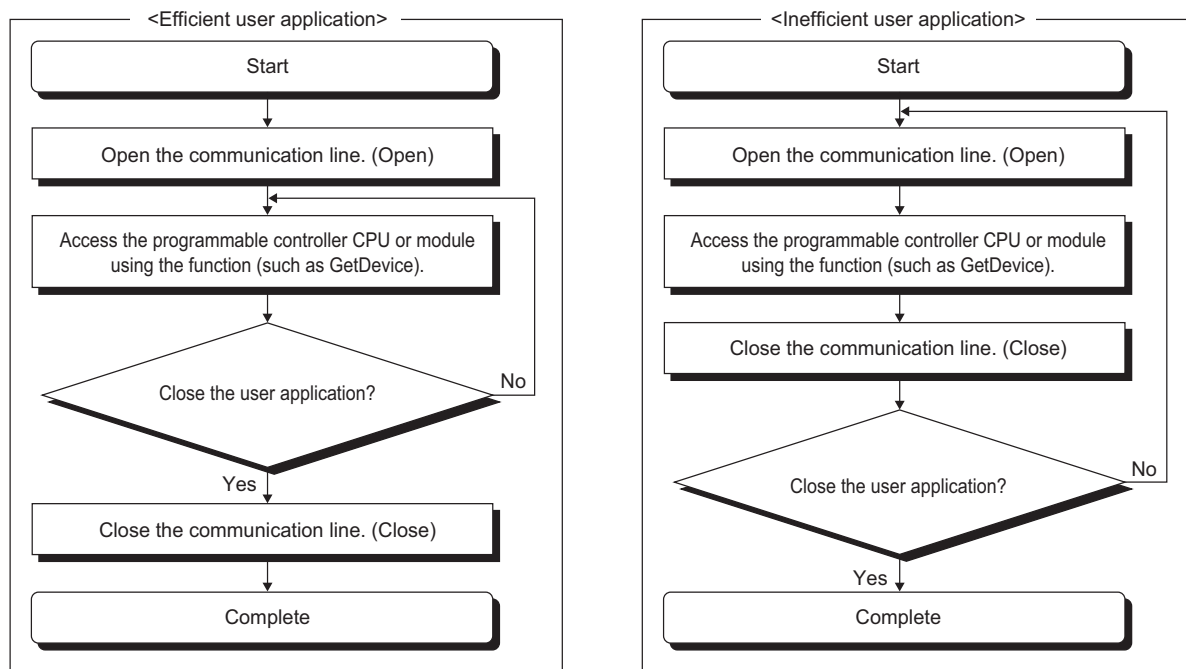 <Efficient user application>
Start
Open the communication line. (Open)
Access the programmable controller CPU or module
using the function (such as GetDevice).
Close the user application?
No
Yes
Close the communication line. (Close)
Complete
<Inefficient user application>
Start
Open the communication line. (Open)
Access the programmable controller CPU or module
using the function (such as GetDevice).
Close the communication line. (Close)
Close the user application?
No
Yes
Complete